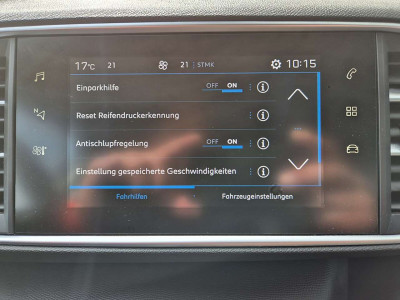 17°C 21 21 STMK 10:15
Einparkhilfe OFF ON
Reset Reifendruckerkennung
Antischlupfregelung OFF ON
Einstellung gespeicherte Geschwindigkeiten
Fahrhilfen Fahrzeugeinstellungen
N